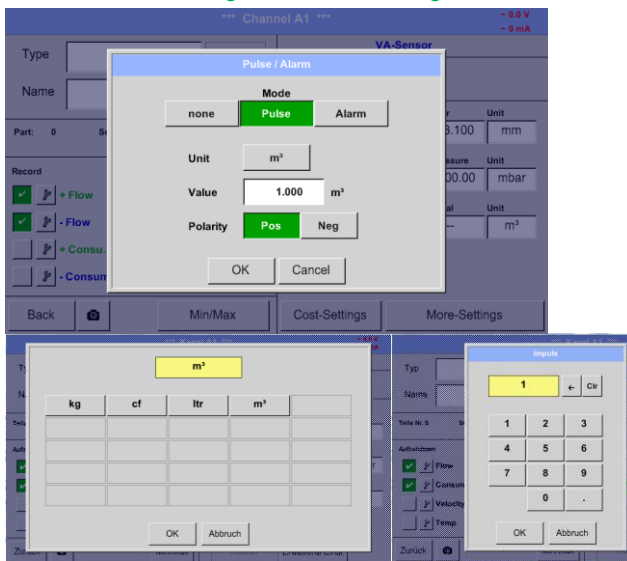 *** Channel A1 ***
~ 0.0 V
~ 0 mA
Type
VA-Sensor
Pulse / Alarm
Name
Mode
none Pulse Alarm
Unit
3.100 mm
Part: 0
Unit m³
Unit
00.00 mbar
Record
+ Flow
Value 1.000 m³
- Flow
Unit
-- m³
Polarity Pos Neg
+ Consu.
- Consum
OK Cancel
Back Min/Max Cost-Settings More-Settings
m³
kg cf ltr m³
OK Abbruch
Impuls
Typ
1 ← Clr
Name
1 2 3
4 5 6
Flow
7 8 9
Consum
0 .
Velocity
Temp.
OK Abbruch
Zurück